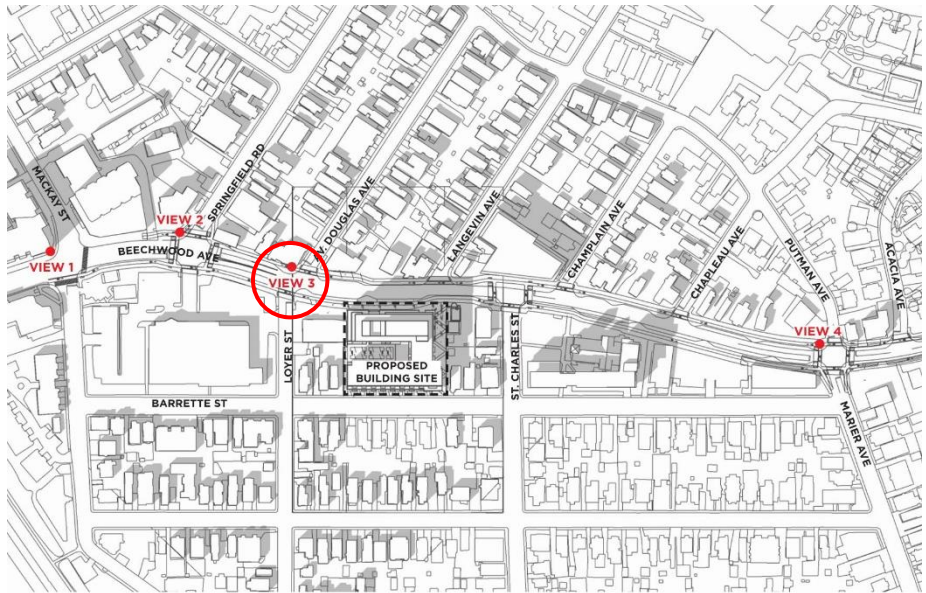 MACKAY ST
VIEW 1
VIEW 2
BEECHWOOD AVE
SPRINGFIELD RD
VIEW 3
DOUGLAS AVE
LANGEVIN AVE
CHAMPLAIN AVE
CHAPLEAU AVE
PUTMAN AVE
ACACIA AVE
VIEW 4
LOYER ST
PROPOSED
BUILDING SITE
ST. CHARLES ST
BARRETTE ST
MARIER AVE